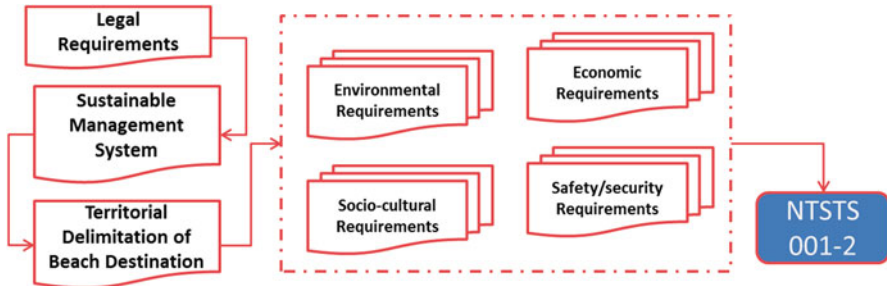 Legal
Requirements
Sustainable
Management
System
Territorial
Delimitation of
Beach Destination
Environmental
Requirements
Economic
Requirements
Socio-cultural
Requirements
Safety/security
Requirements
NTSTS
001-2